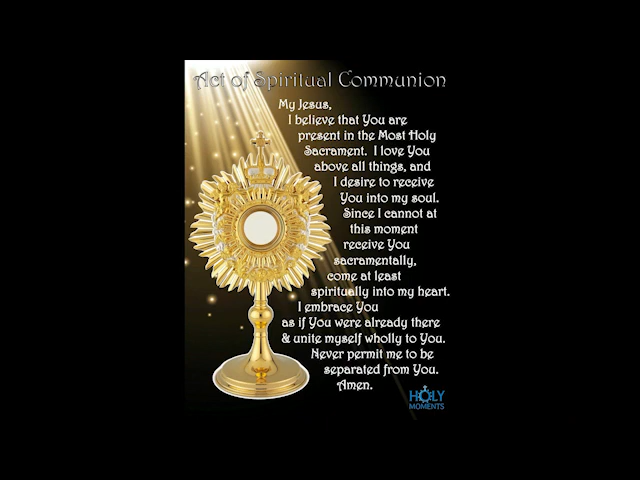 Act of Spiritual Communion
My Jesus,
I believe that You are
present in the Most Holy
Sacrament. I love You
above all things, and
I desire to receive
You into my soul.
Since I cannot at
this moment
receive You
sacramentally,
come at least
spiritually into my heart.
I embrace You
as if You were already there
& unite myself wholly to You.
Never permit me to be
separated from You.
Amen.
HOLY
MOMENTS